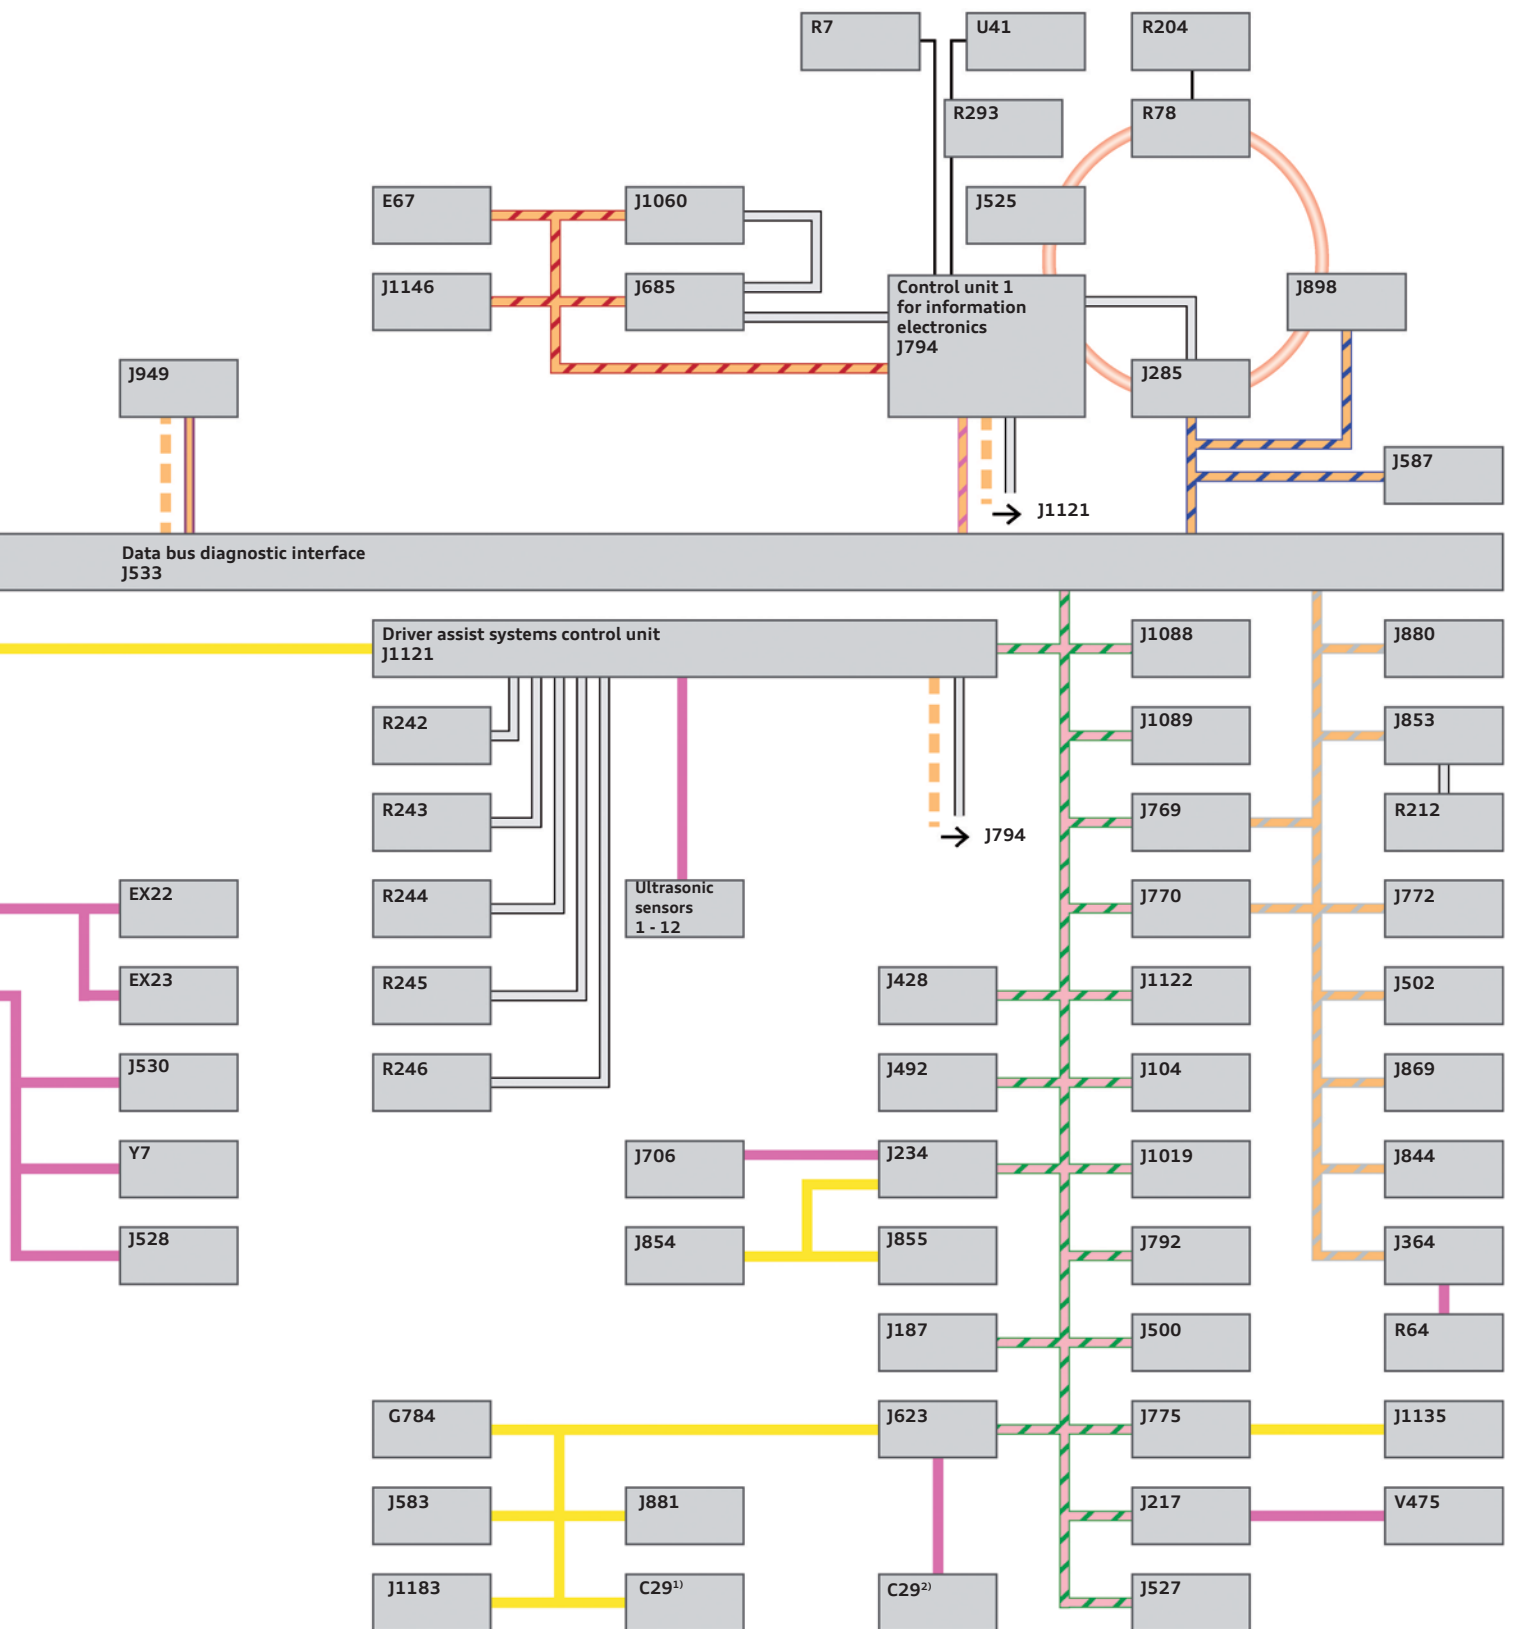 R7
U41
R204
R293
R78
E67
J1060
J525
J1146
J685
Control unit 1
for information
electronics
J794
J898
J949
J285
J587
J1121
Data bus diagnostic interface
J533
Driver assist systems control unit
J1121
J1088
J880
R242
J1089
J853
R243
J794
J769
R212
EX22
R244
Ultrasonic
sensors
1 - 12
J770
J772
EX23
R245
J428
J1122
J502
J530
R246
J492
J104
J869
Y7
J706
J234
J1019
J844
J528
J854
J855
J792
J364
J187
J500
R64
G784
J623
J775
J1135
J583
J881
J217
V475
J1183
C29¹⁾
C29²⁾
J527